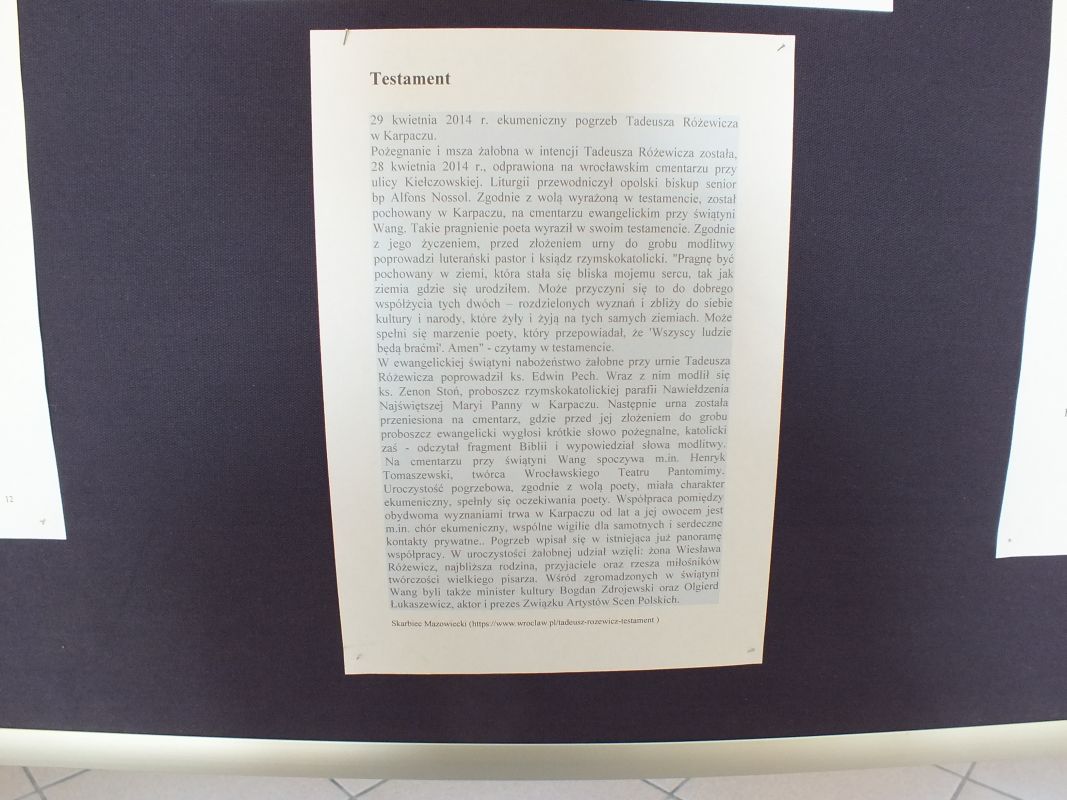 Testament
29 kwietnia 2014 r. ekumeniczny pogrzeb Tadeusza Różewicza
w Karpaczu.
Pożegnanie i msza żałobna w intencji Tadeusza Różewicza została,
28 kwietnia 2014 r., odprawiona na wrocławskim cmentarzu przy
ulicy Kiełczowskiej. Liturgii przewodniczył opolski biskup senior
bp Alfons Nossol. Zgodnie z wolą wyrażoną w testamencie, został
pochowany w Karpaczu, na cmentarzu ewangelickim przy świątyni
Wang. Takie pragnienie poeta wyraził w swoim testamencie. Zgodnie
z jego życzeniem, przed złożeniem urny do grobu modlitwy
poprowadzi luterański pastor i ksiądz rzymskokatolicki. "Pragnę być
pochowany w ziemi, która stała się bliska mojemu sercu, tak jak
ziemia gdzie się urodziłem. Może przyczyni się to do dobrego
współżycia tych dwóch – rozdzielonych wyznań i zbliży do siebie
kultury i narody, które żyły i żyją na tych samych ziemiach. Może
spełni się marzenie poety, który przepowiadał, że 'Wszyscy ludzie
będą braćmi'. Amen" - czytamy w testamencie.
W ewangelickiej świątyni nabożeństwo żałobne przy urnie Tadeusza
Różewicza poprowadził ks. Edwin Pech. Wraz z nim modlił się
ks. Zenon Stoń, proboszcz rzymskokatolickiej parafii Nawiełdzenia
Najświętszej Maryi Panny w Karpaczu. Następnie urna została
przeniesiona na cmentarz, gdzie przed jej złożeniem do grobu
proboszcz ewangelicki wygłosi krótkie słowo pożegnalne, katolicki
zaś - odczytał fragment Biblii i wypowiedział słowa modlitwy.
Na cmentarzu przy świątyni Wang spoczywa m.in. Henryk
Tomaszewski, twórca Wrocławskiego Teatru Pantomimy.
Uroczystość pogrzebowa, zgodnie z wolą poety, miała charakter
ekumeniczny, spełniły się oczekiwania poety. Współpraca pomiędzy
obydwoma wyznaniami trwa w Karpaczu od lat a jej owocem jest
m.in. chór ekumeniczny, wspólne wigilie dla samotnych i serdeczne
kontakty prywatne.. Pogrzeb wpisał się w istniejąca już panoramę
współpracy. W uroczystości żałobnej udział wzięli: żona Wiesława
Różewicz, najbliższa rodzina, przyjaciele oraz rzesza miłośników
twórczości wielkiego pisarza. Wśród zgromadzonych w świątyni
Wang byli także minister kultury Bogdan Zdrojewski oraz Olgierd
Łukaszewicz, aktor i prezes Związku Artystów Scen Polskich.
Skarbiec Mazowiecki (https://www.wroclaw.pl/tadeusz-rozewicz-testament )
12